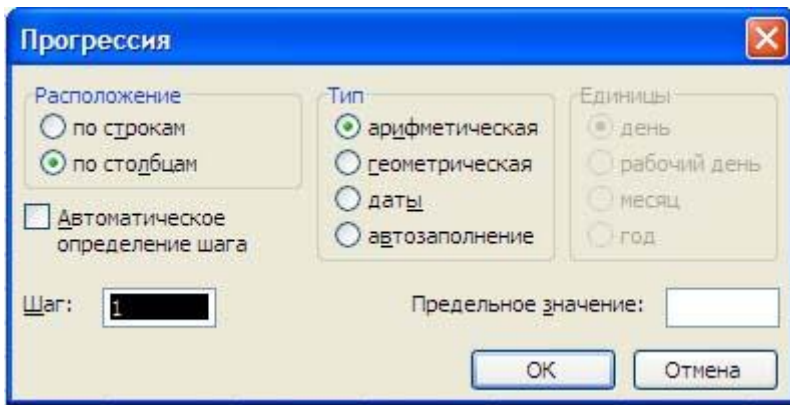 Прогрессия
Расположение
по строкам
по столбцам
Автоматическое
определение шага
Тип
арифметическая
геометрическая
даты
автозаполнение
Единицы
день
рабочий день
месяц
год
Шаг:
1
Предельное значение:
ОК
Отмена